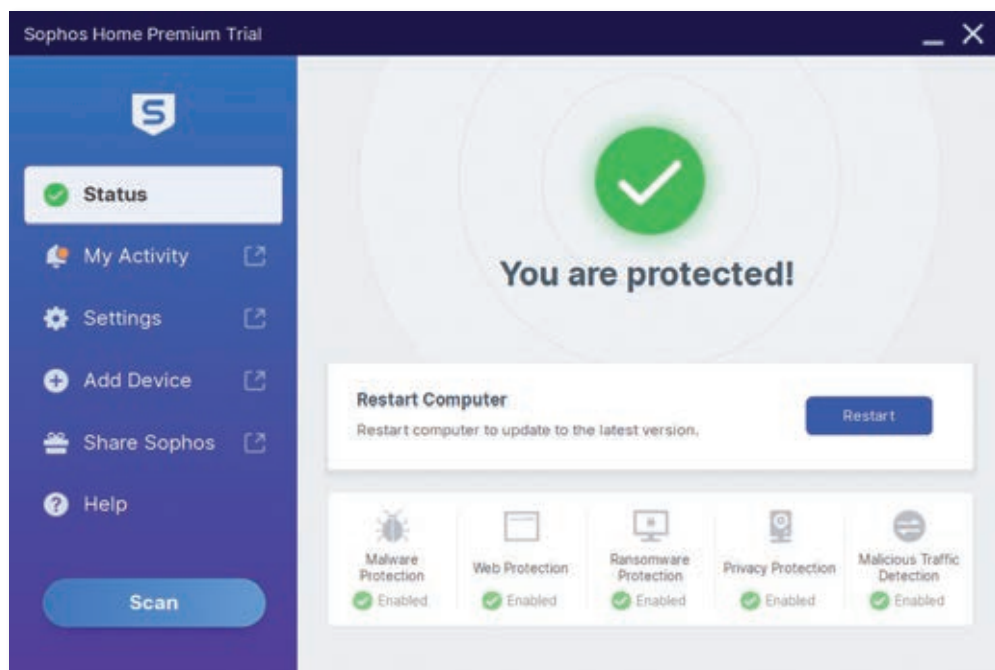 Sophos Home Premium Trial
S
Status
My Activity
Settings
Add Device
Share Sophos
Help
Scan
You are protected!
Restart Computer
Restart computer to update to the latest version.
Restart
Malware
Protection
Enabled
Web Protection
Enabled
Ransomware
Protection
Enabled
Privacy Protection
Enabled
Malicious Traffic
Detection
Enabled